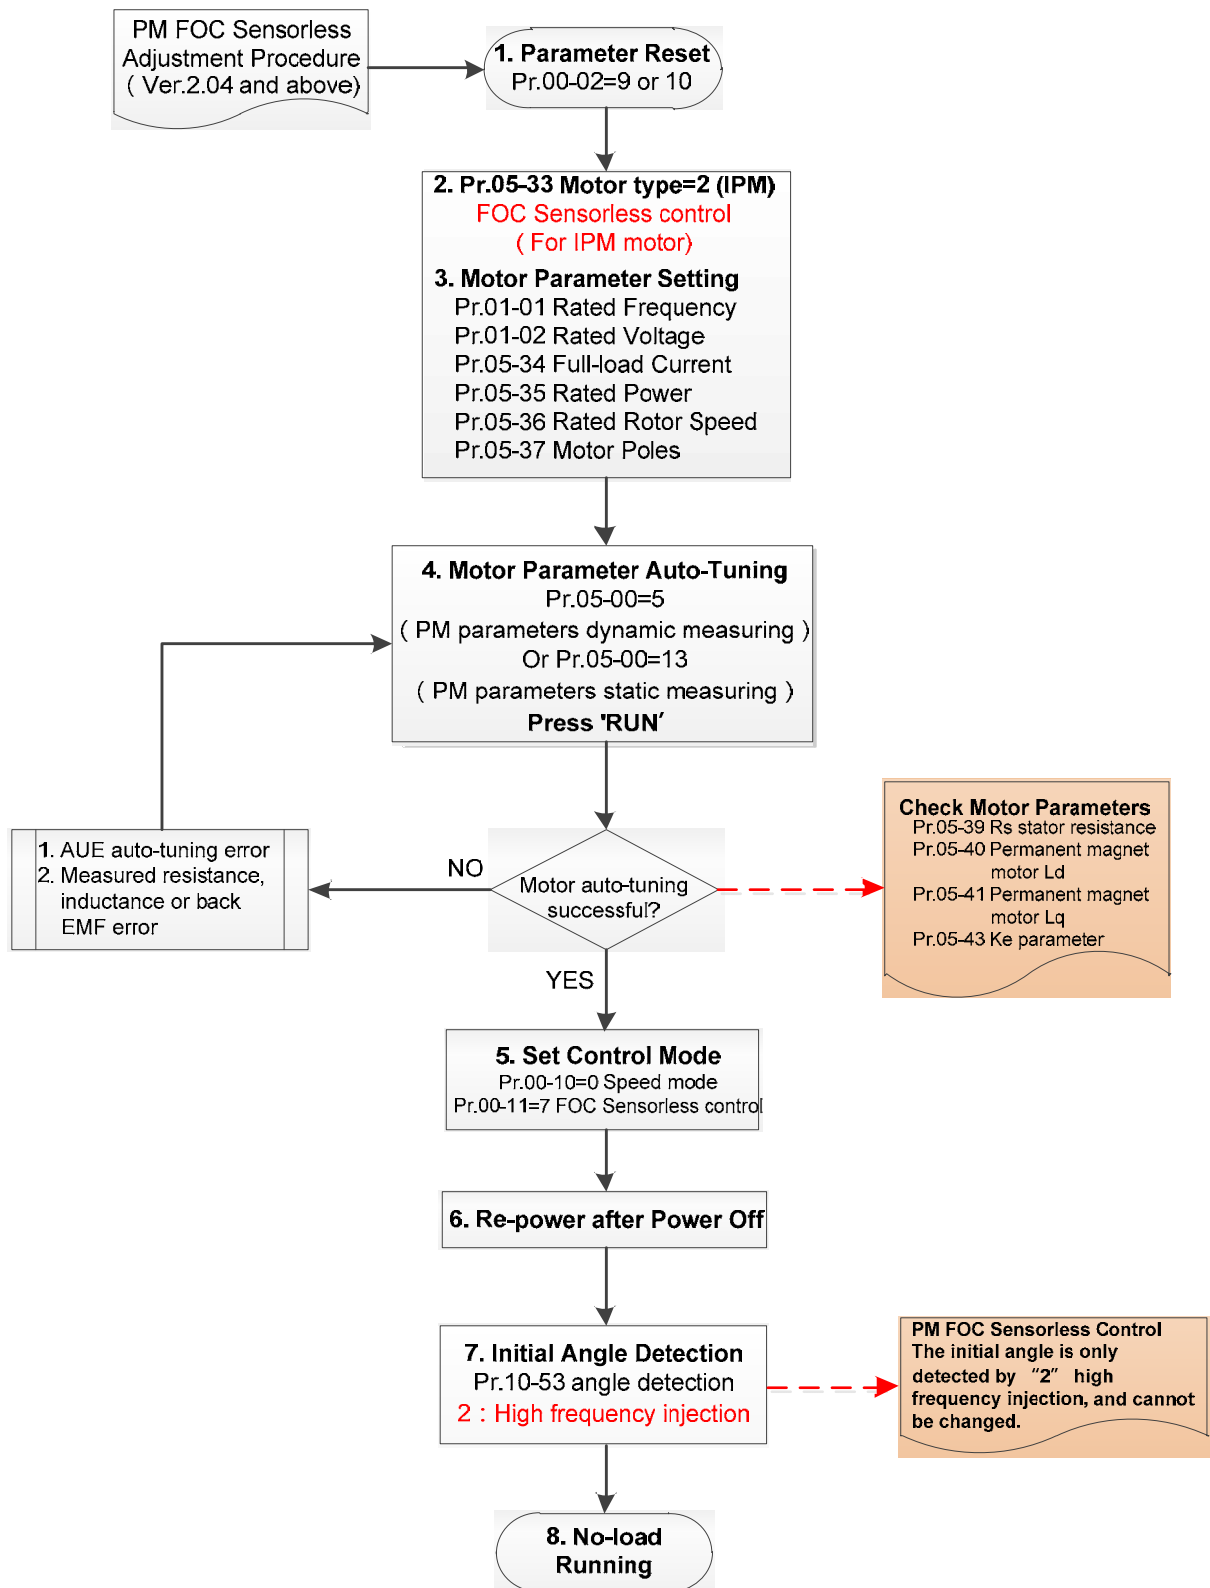 PM FOC Sensorless
Adjustment Procedure
( Ver.2.04 and above)
1. Parameter Reset
Pr.00-02=9 or 10
2. Pr.05-33 Motor type=2 (IPM)
FOC Sensorless control
( For IPM motor)
3. Motor Parameter Setting
Pr.01-01 Rated Frequency
Pr.01-02 Rated Voltage
Pr.05-34 Full-load Current
Pr.05-35 Rated Power
Pr.05-36 Rated Rotor Speed
Pr.05-37 Motor Poles
4. Motor Parameter Auto-Tuning
Pr.05-00=5
( PM parameters dynamic measuring )
Or Pr.05-00=13
( PM parameters static measuring )
Press 'RUN'
1. AUE auto-tuning error
2. Measured resistance,
inductance or back
EMF error
NO
Motor auto-tuning
successful?
YES
Check Motor Parameters
Pr.05-39 Rs stator resistance
Pr.05-40 Permanent magnet
motor Ld
Pr.05-41 Permanent magnet
motor Lq
Pr.05-43 Ke parameter
5. Set Control Mode
Pr.00-10=0 Speed mode
Pr.00-11=7 FOC Sensorless control
6. Re-power after Power Off
7. Initial Angle Detection
Pr.10-53 angle detection
2 : High frequency injection
PM FOC Sensorless Control
The initial angle is only
detected by “2” high
frequency injection, and cannot
be changed.
8. No-load
Running